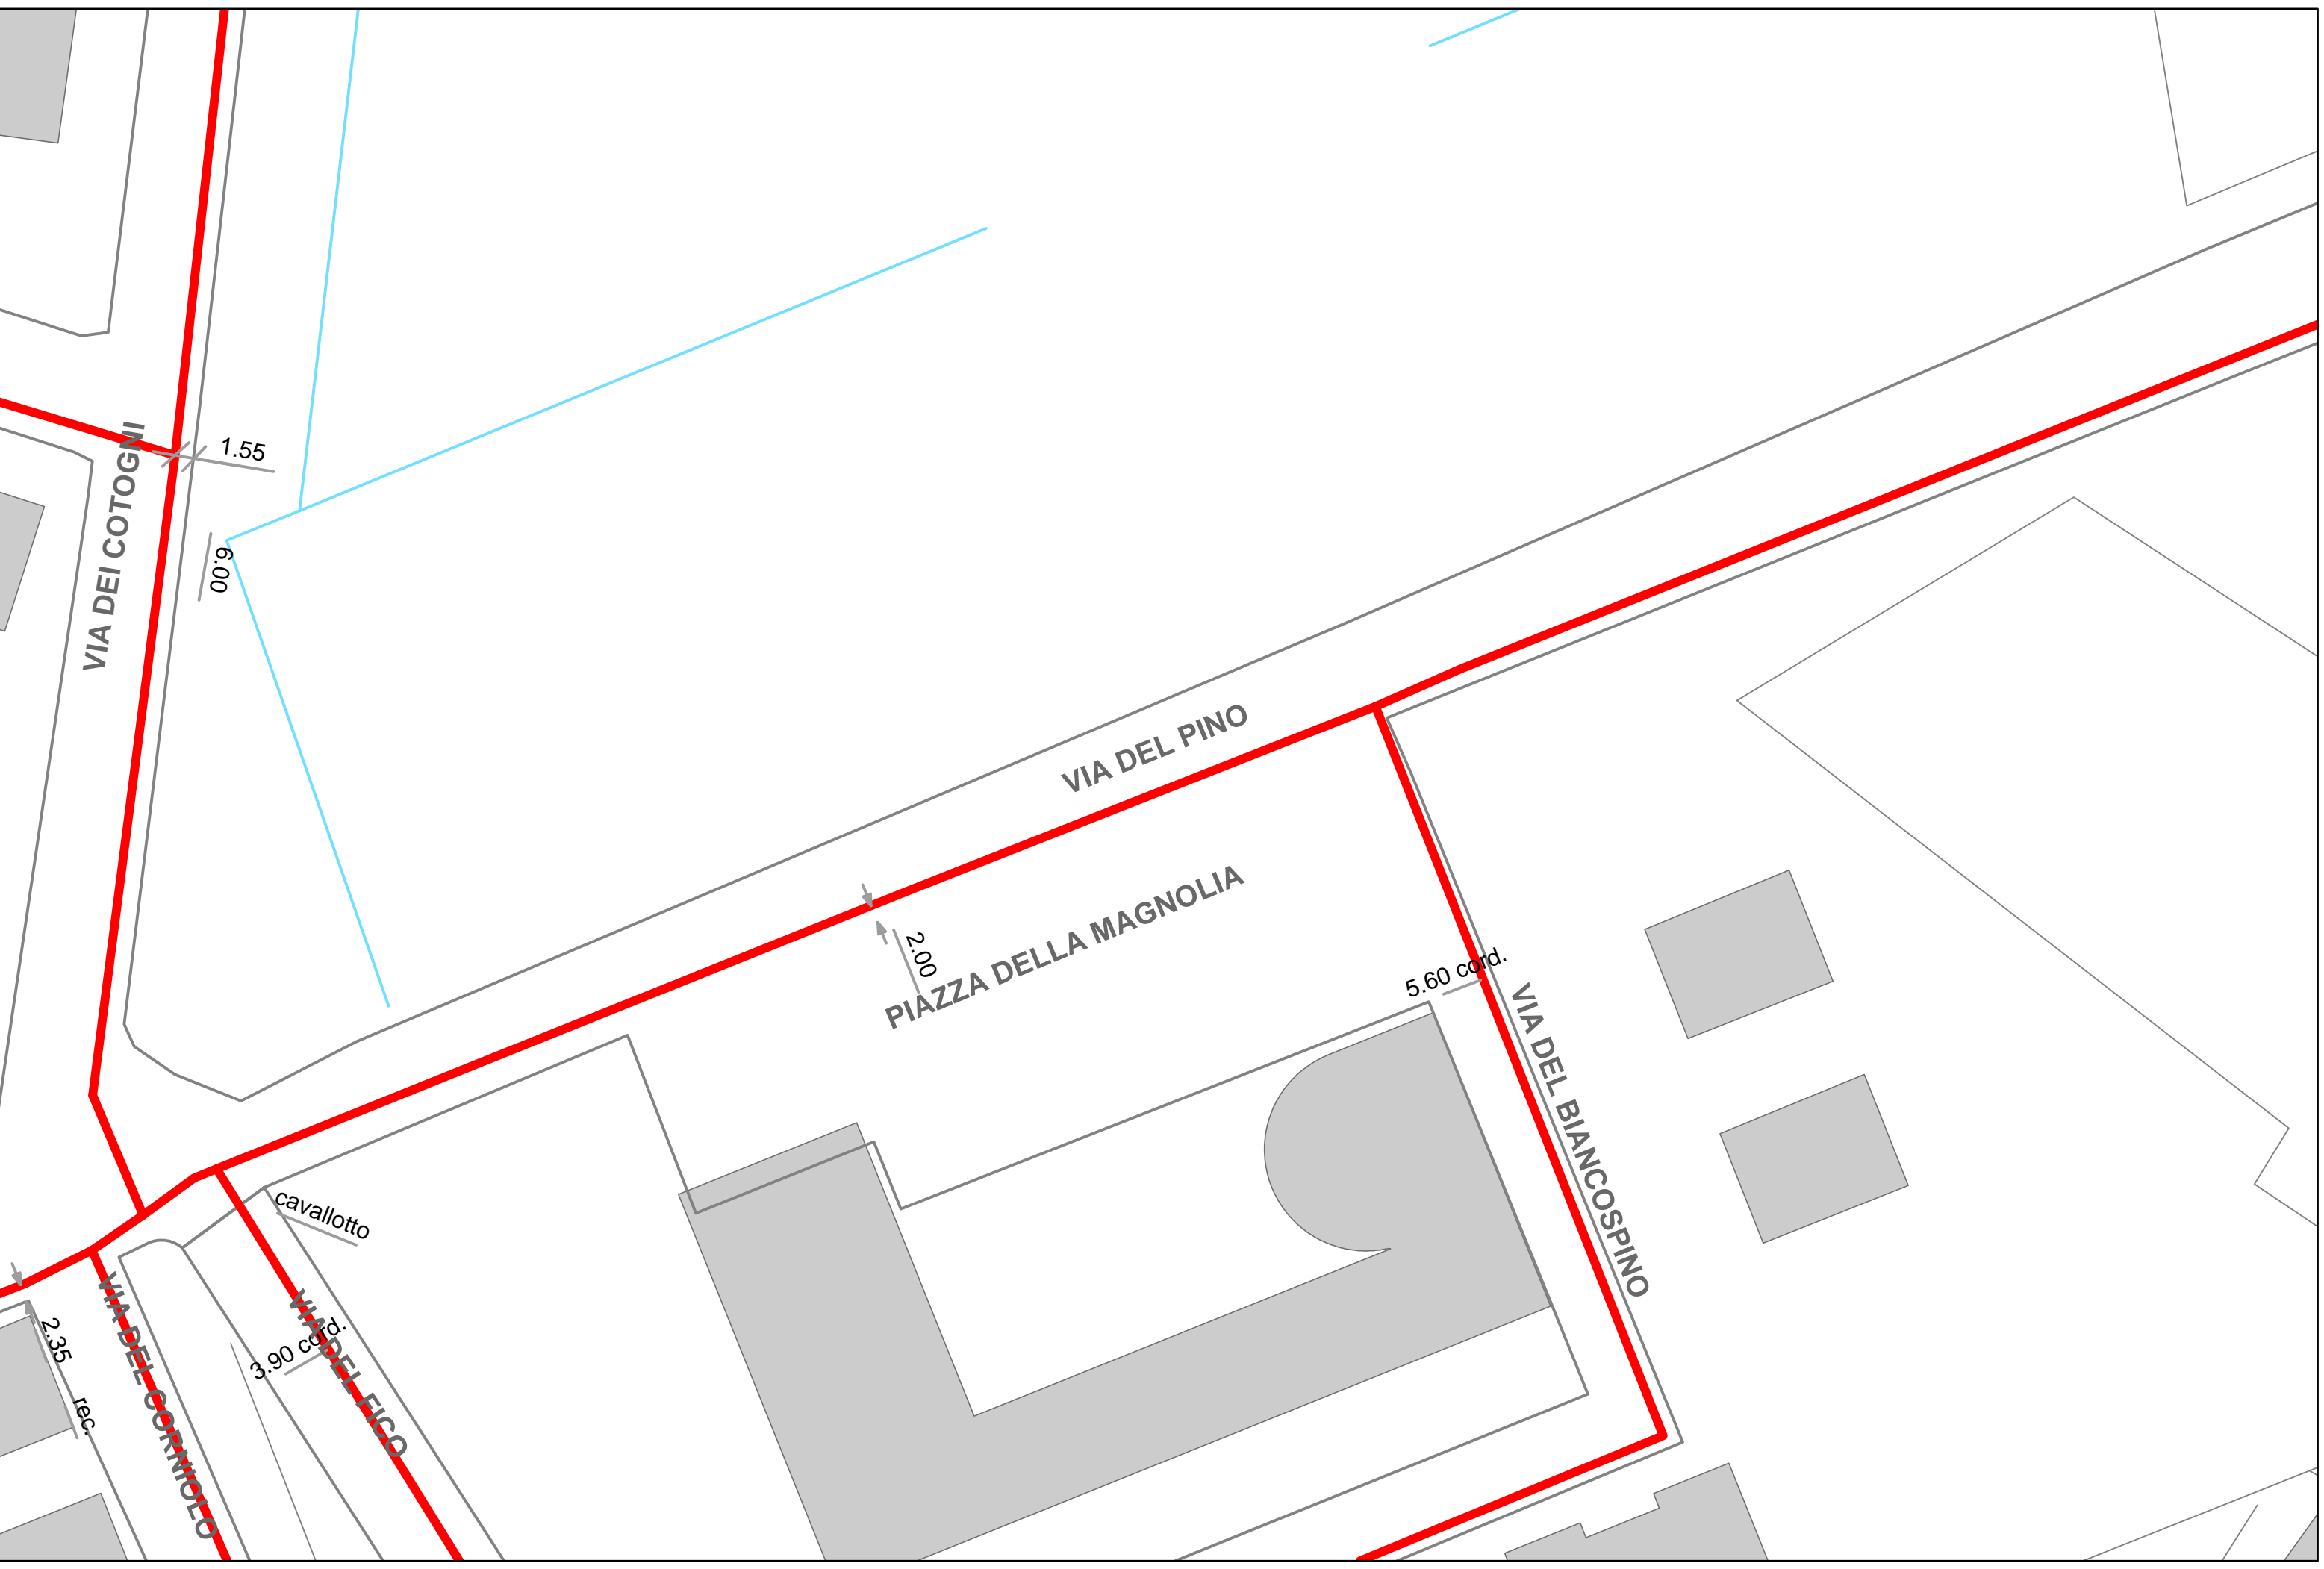 1.55
VIA DEI COTOGNI
6.00
VIA DEL PINO
PIAZZA DELLA MAGNOLIA
2.00
5.60 cord.
VIA DEL BIANCOSPINO
cavallotto
2.35
rec.
VIA DEL CORNIOLO
3.90 cord.
VIA DEL FICO